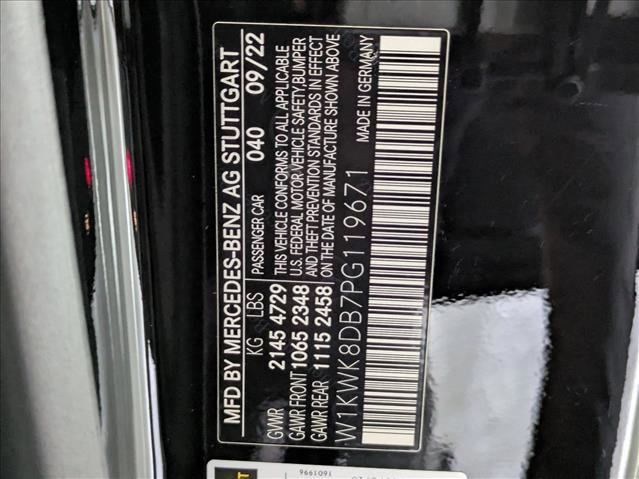 MFD BY MERCEDES-BENZ AG STUTTGART
KG LBS PASSENGER CAR 040 09/22
GVWR 2145 4729 THIS VEHICLE CONFORMS TO ALL APPLICABLE
GAWR FRONT 1065 2348 U.S. FEDERAL MOTOR VEHICLE SAFETY, BUMPER
AND THEFT PREVENTION STANDARDS IN EFFECT
GAWR REAR 1115 2458 ON THE DATE OF MANUFACTURE SHOWN ABOVE
W1KWK8DB7PG119671 MADE IN GERMANY
1601996